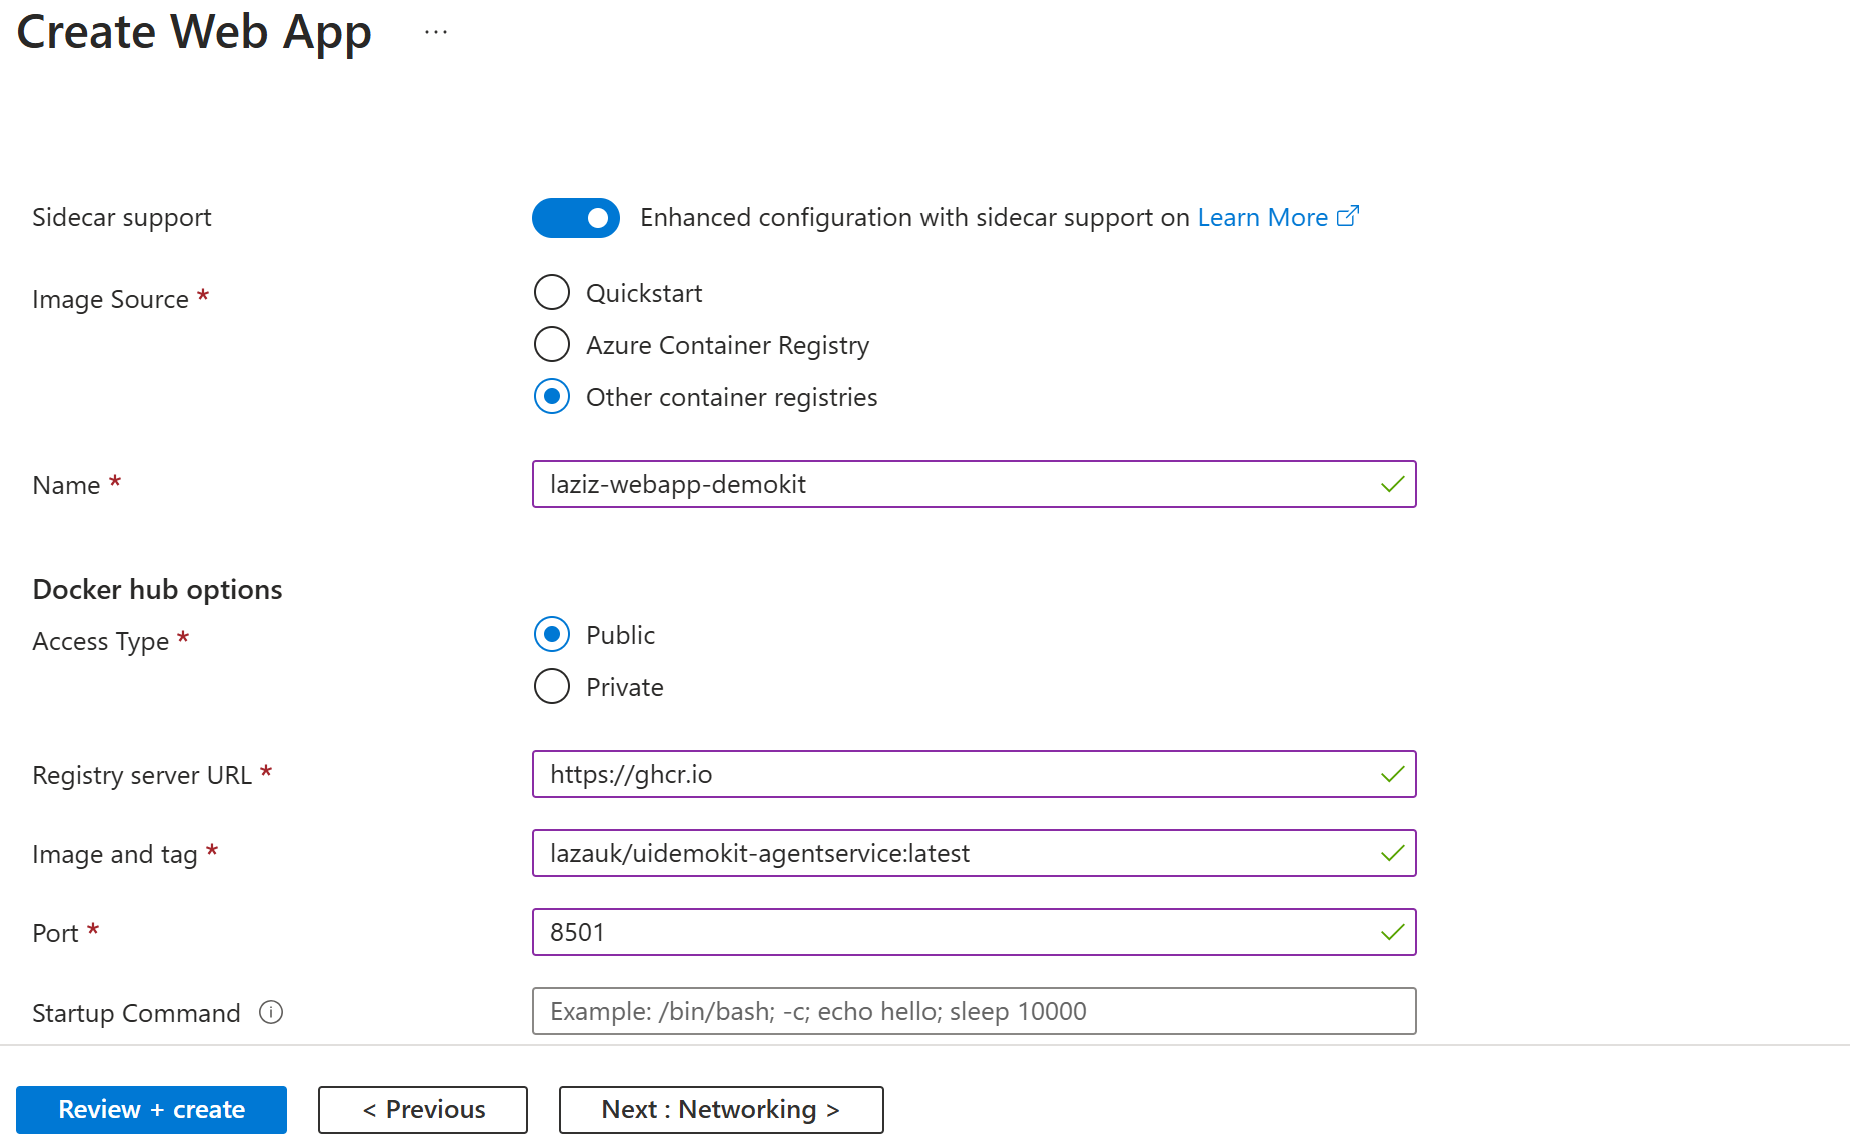 Create Web App ...
Sidecar support
Enhanced configuration with sidecar support on Learn More
Image Source *
Quickstart
Azure Container Registry
Other container registries
Name *
laziz-webapp-demokit
Docker hub options
Access Type *
Public
Private
Registry server URL *
https://ghcr.io
Image and tag *
lazauk/uidemokit-agentservice:latest
Port *
8501
Startup Command
Example: /bin/bash; -c; echo hello; sleep 10000
Review + create
< Previous
Next : Networking >